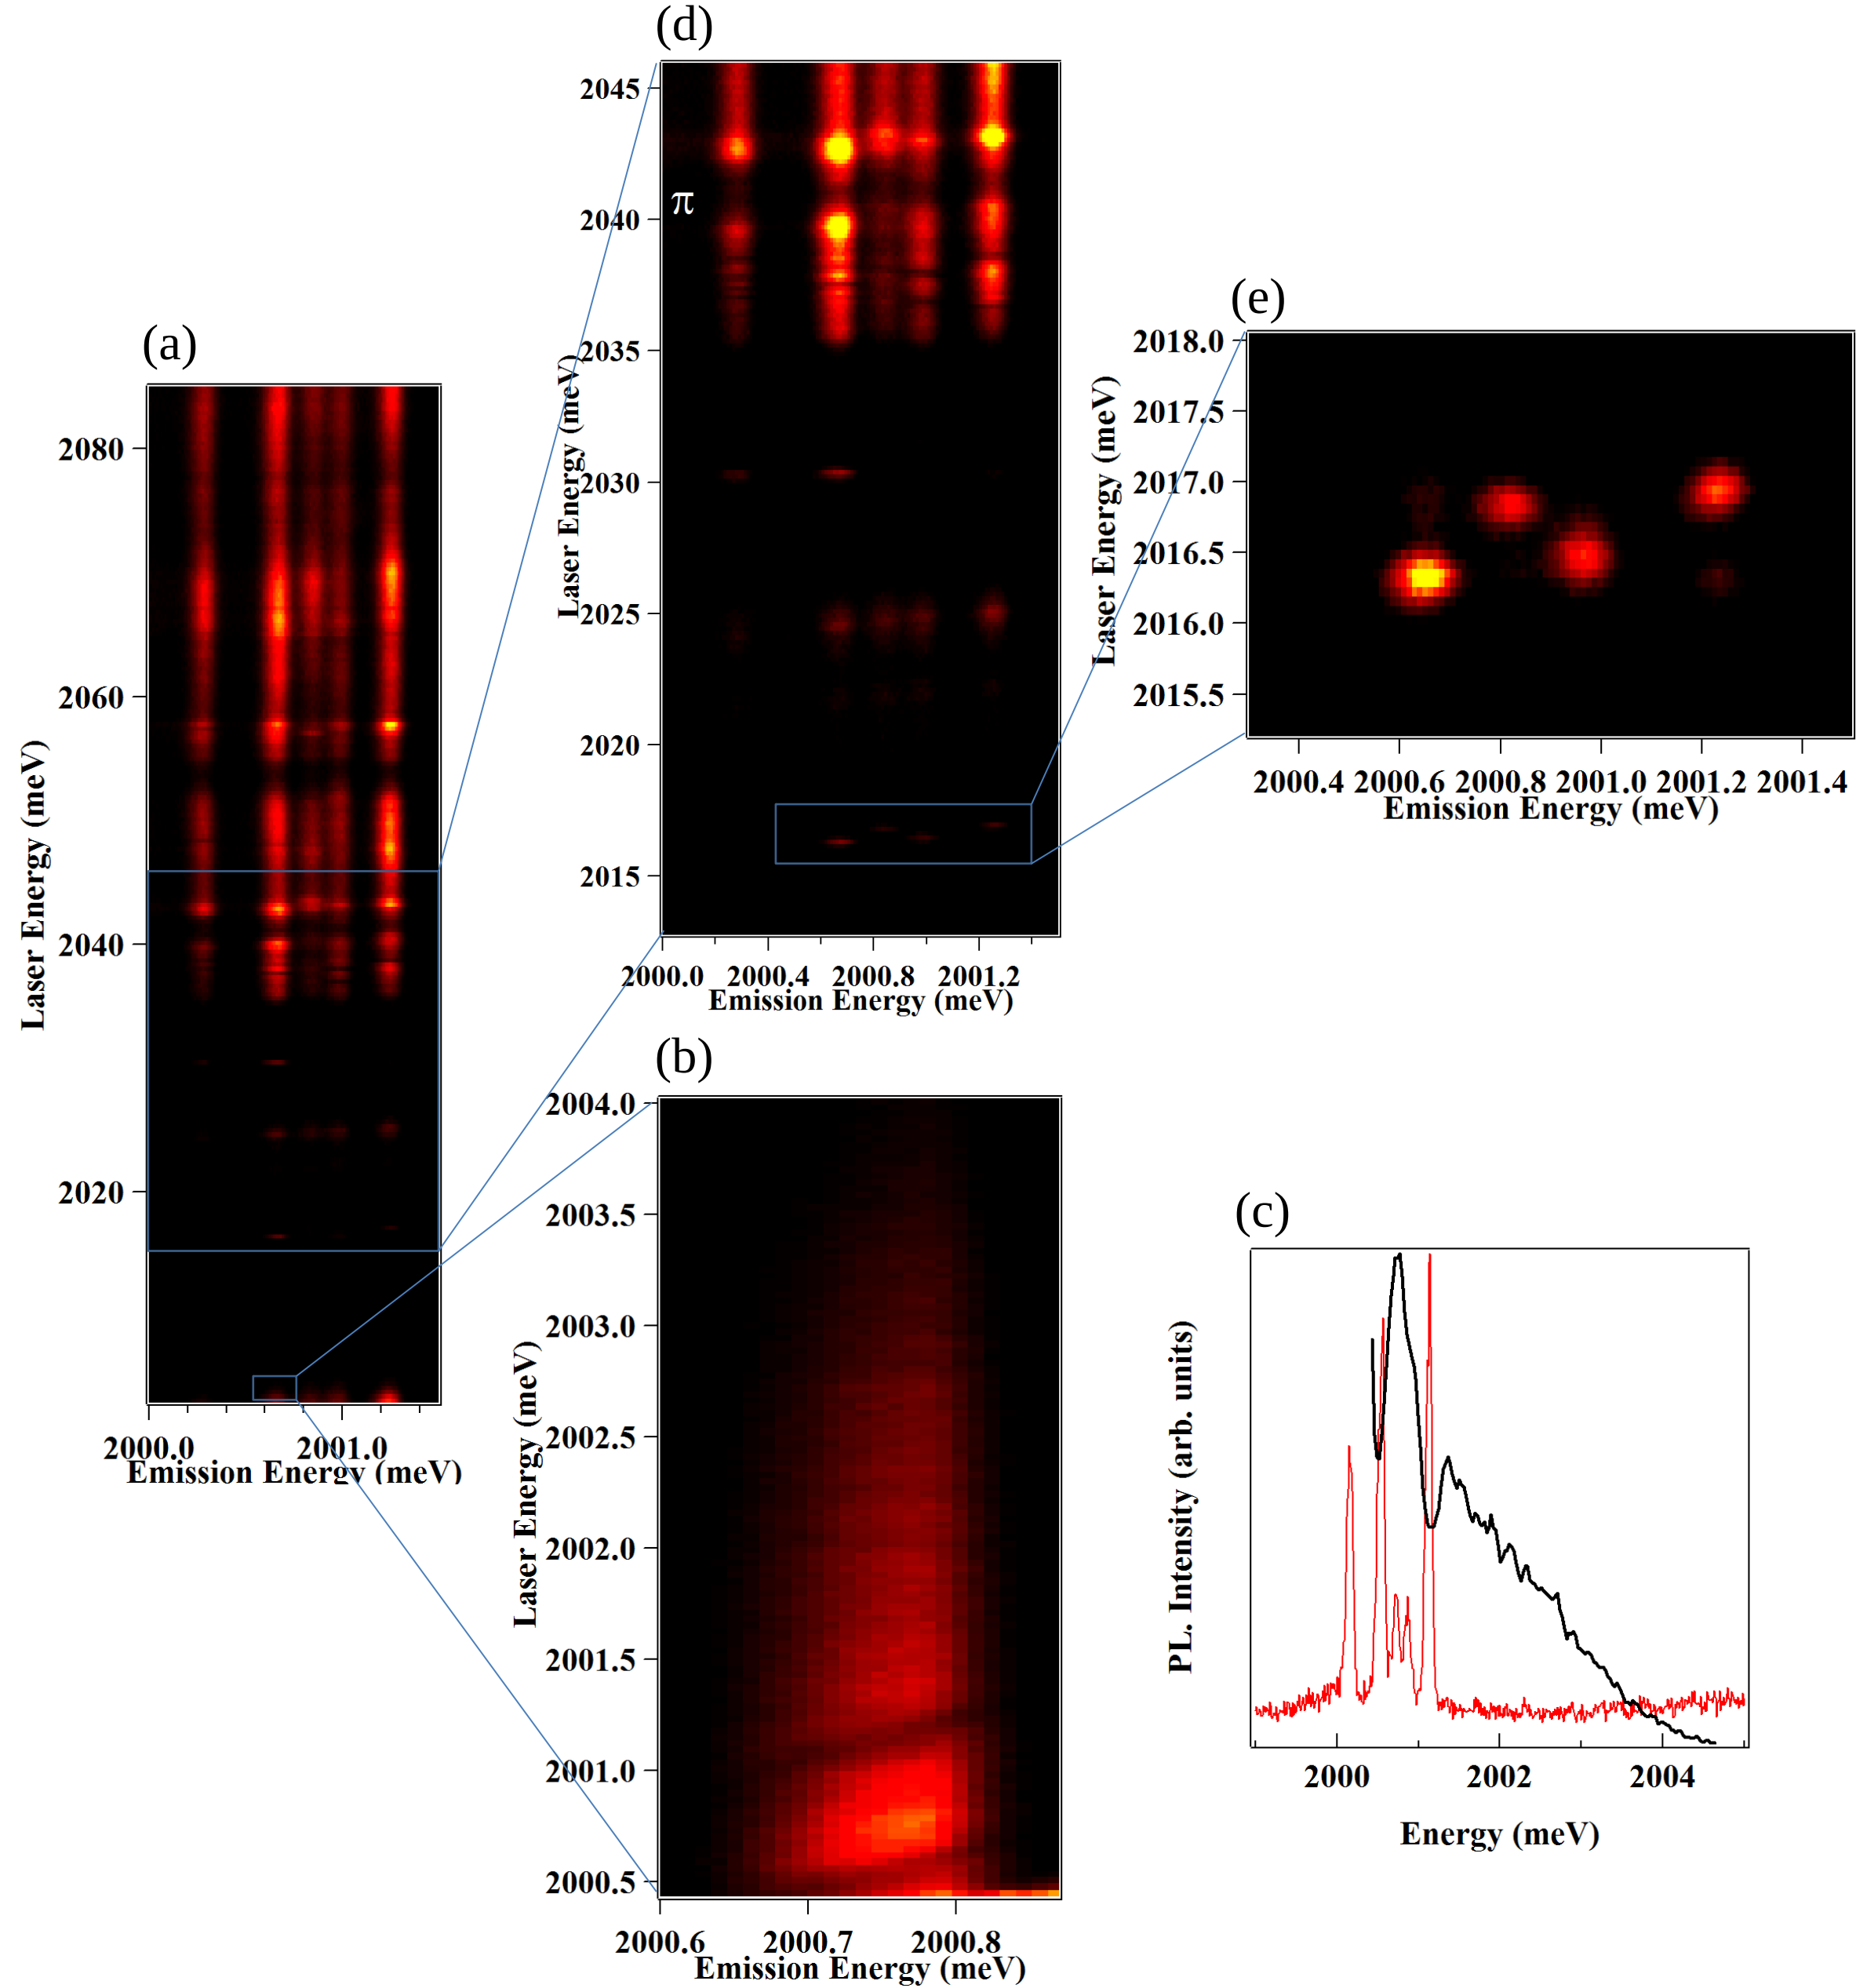 (a)
2080
2060
2040
2020
Laser Energy (meV)
2000.0 2001.0
Emission Energy (meV)
(d)
2045
2040
2035
2030
2025
2020
2015
π
Laser Energy (meV)
2000.0 2000.4 2000.8 2001.2
Emission Energy (meV)
(e)
2018.0
2017.5
2017.0
2016.5
2016.0
2015.5
Laser Energy (meV)
2000.4 2000.6 2000.8 2001.0 2001.2 2001.4
Emission Energy (meV)
(b)
2004.0
2003.5
2003.0
2002.5
2002.0
2001.5
2001.0
2000.5
Laser Energy (meV)
2000.6 2000.7 2000.8
Emission Energy (meV)
(c)
PL. Intensity (arb. units)
2000 2002 2004
Energy (meV)